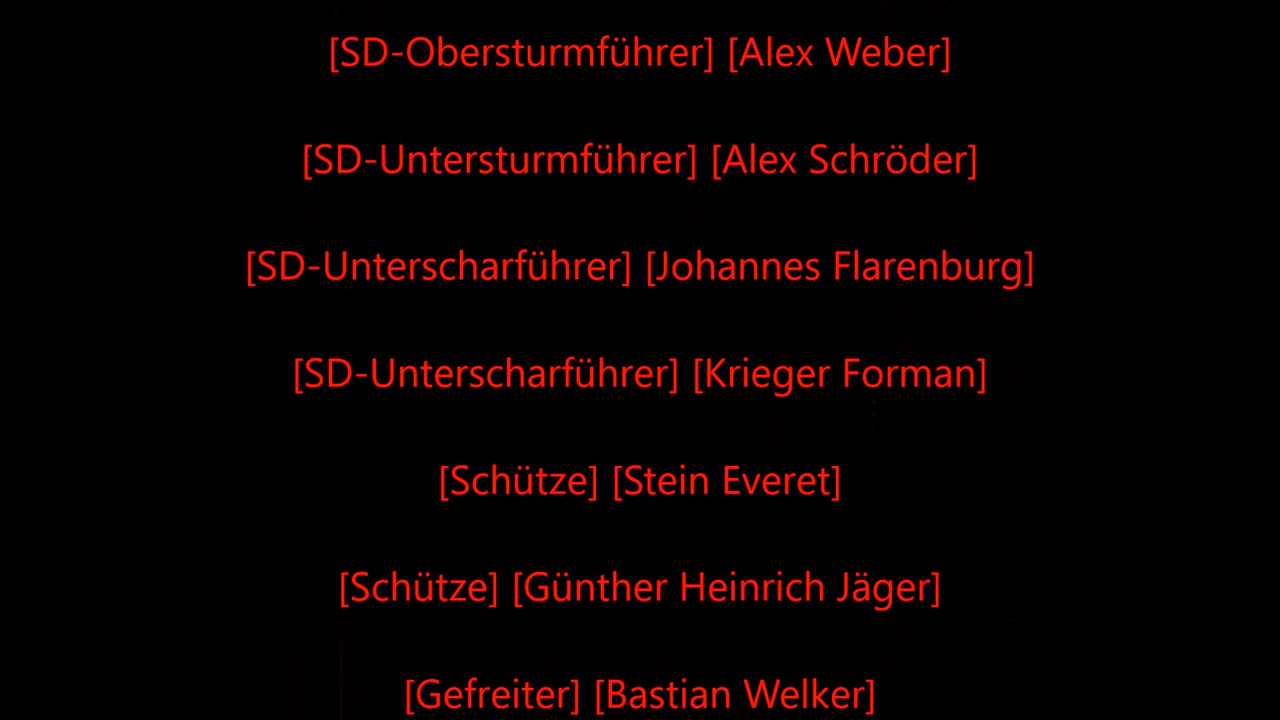 [SD-Obersturmführer] [Alex Weber]
[SD-Untersturmführer] [Alex Schröder]
[SD-Unterscharführer] [Johannes Flarenburg]
[SD-Unterscharführer] [Krieger Forman]
[Schütze] [Stein Everet]
[Schütze] [Günther Heinrich Jäger]
[Gefreiter] [Bastian Welker]